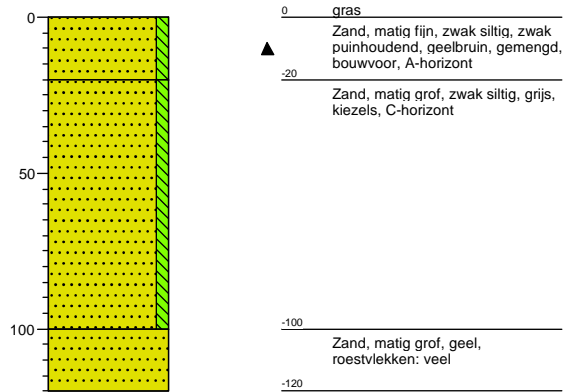 0
50
100
0 gras
Zand, matig fijn, zwak siltig, zwak
puinhoudend, geelbruin, gemengd,
bouwvoor, A-horizont
-20
Zand, matig grof, zwak siltig, grijs,
kiezels, C-horizont
-100
Zand, matig grof, geel,
roestvlekken: veel
-120